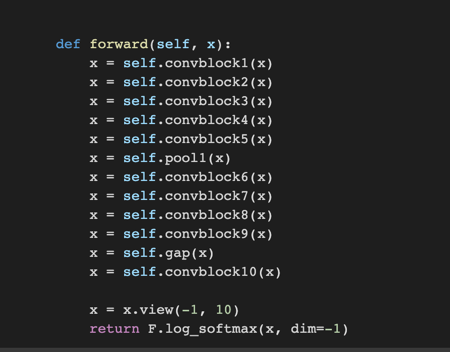 def forward(self, x):
x = self.convblock1(x)
x = self.convblock2(x)
x = self.convblock3(x)
x = self.convblock4(x)
x = self.convblock5(x)
x = self.pool1(x)
x = self.convblock6(x)
x = self.convblock7(x)
x = self.convblock8(x)
x = self.convblock9(x)
x = self.gap(x)
x = self.convblock10(x)
x = x.view(-1, 10)
return F.log_softmax(x, dim=-1)